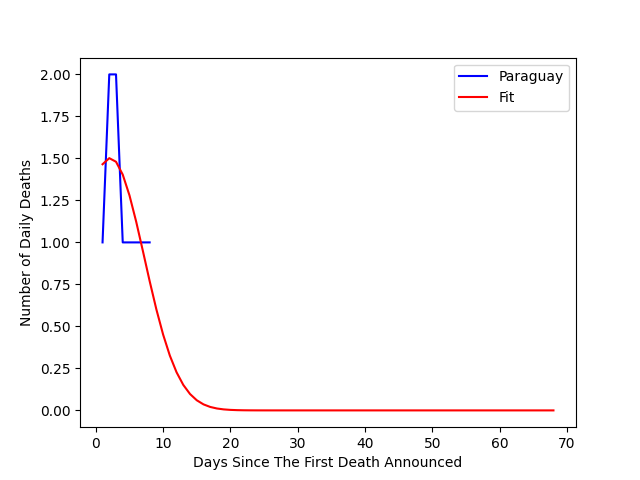 Paraguay
Fit
2.00
1.75
1.50
1.25
1.00
0.75
0.50
0.25
0.00
Number of Daily Deaths
0 10 20 30 40 50 60 70
Days Since The First Death Announced